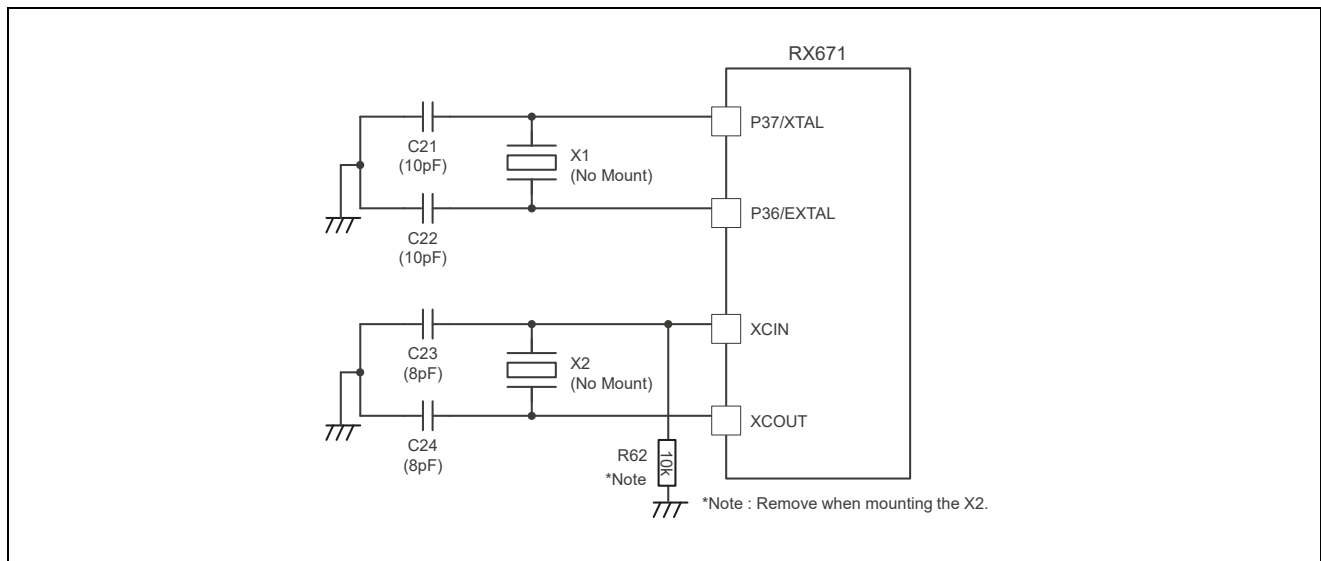 RX671
P37/XTAL
C21
(10pF)
X1
(No Mount)
P36/EXTAL
C22
(10pF)
XCIN
C23
(8pF)
X2
(No Mount)
XCOUT
C24
(8pF)
R62
10k
*Note
*Note : Remove when mounting the X2.